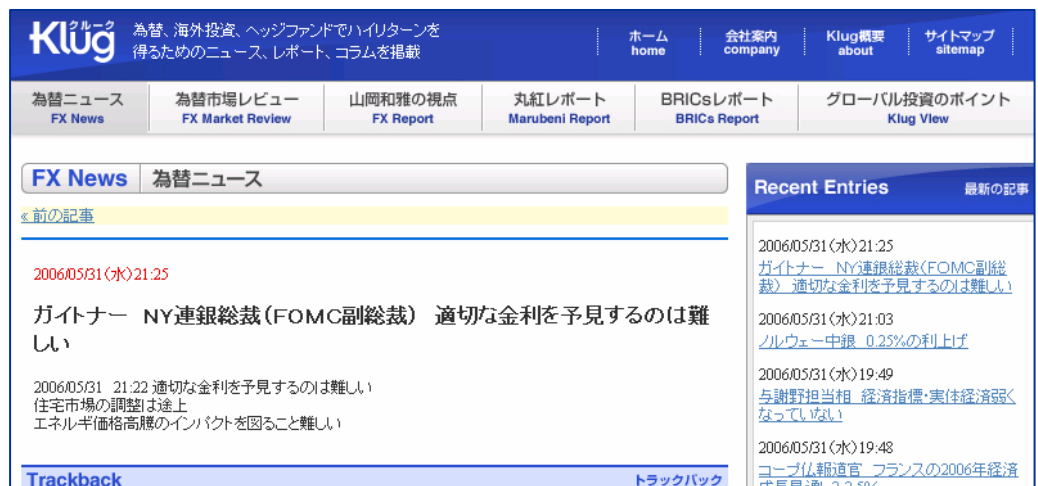 クルーク
Klug
為替、海外投資、ヘッジファンドでハイリターンを
得るためのニュース、レポート、コラムを掲載
ホーム
home
会社案内
company
Klug概要
about
サイトマップ
sitemap
為替ニュース
FX News
為替市場レビュー
FX Market Review
山岡和雅の視点
FX Report
丸紅レポート
Marubeni Report
BRICsレポート
BRICs Report
グローバル投資のポイント
Klug View
FX News 為替ニュース
«前の記事
2006/05/31(水)21:25
ガイトナー NY連銀総裁(FOMC副総裁) 適切な金利を予見するのは難
しい
2006/05/31 21:22 適切な金利を予見するのは難しい
住宅市場の調整は途上
エネルギ価格高騰のインパクトを図ること難しい
Trackback トラックバック
Recent Entries 最新の記事
2006/05/31(水)21:25
ガイトナー NY連銀総裁(FOMC副総
裁) 適切な金利を予見するのは難しい
2006/05/31(水)21:03
ノルウェー中銀 0.25%の利上げ
2006/05/31(水)19:49
与謝野担当相 経済指標・実体経済弱く
なっていない
2006/05/31(水)19:48
コープ仏報道官 フランスの2006年経済